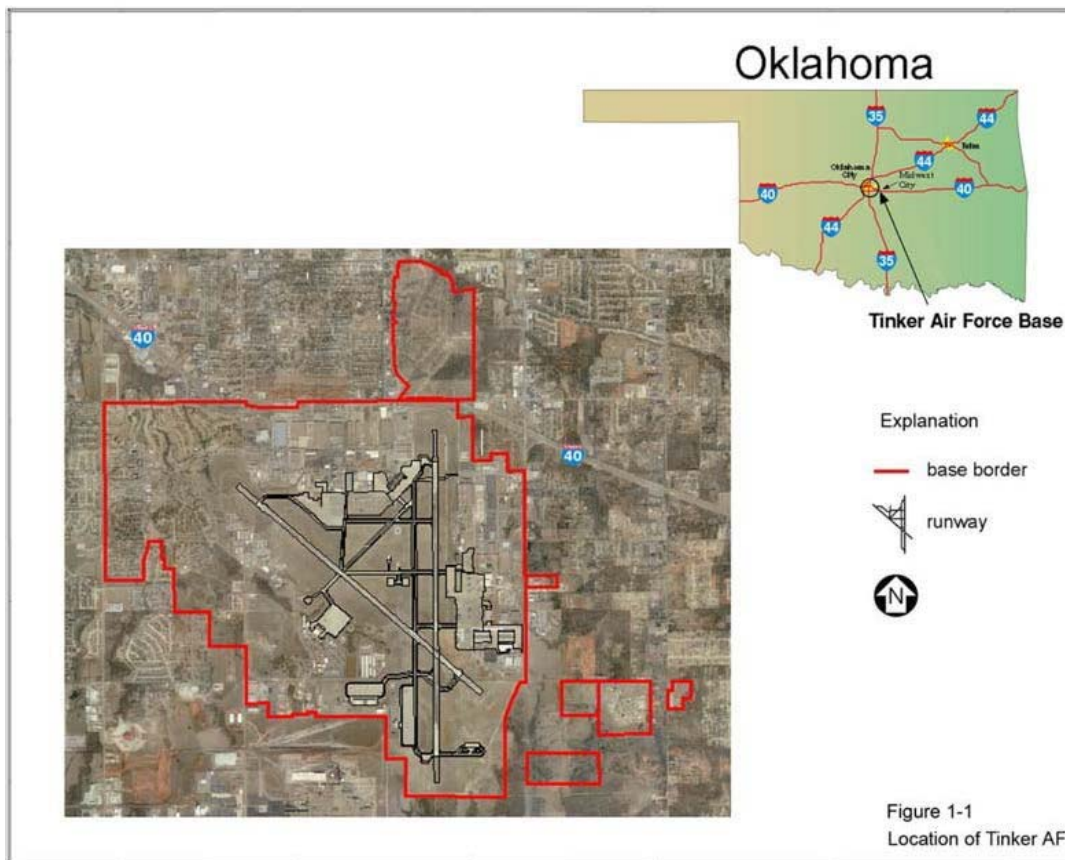 Oklahoma
35
44
Tulsa
44
Oklahoma
City
Midwest
City
40
40
44
35
Tinker Air Force Base
40
40
Explanation
base border
runway
N
Figure 1-1
Location of Tinker AF